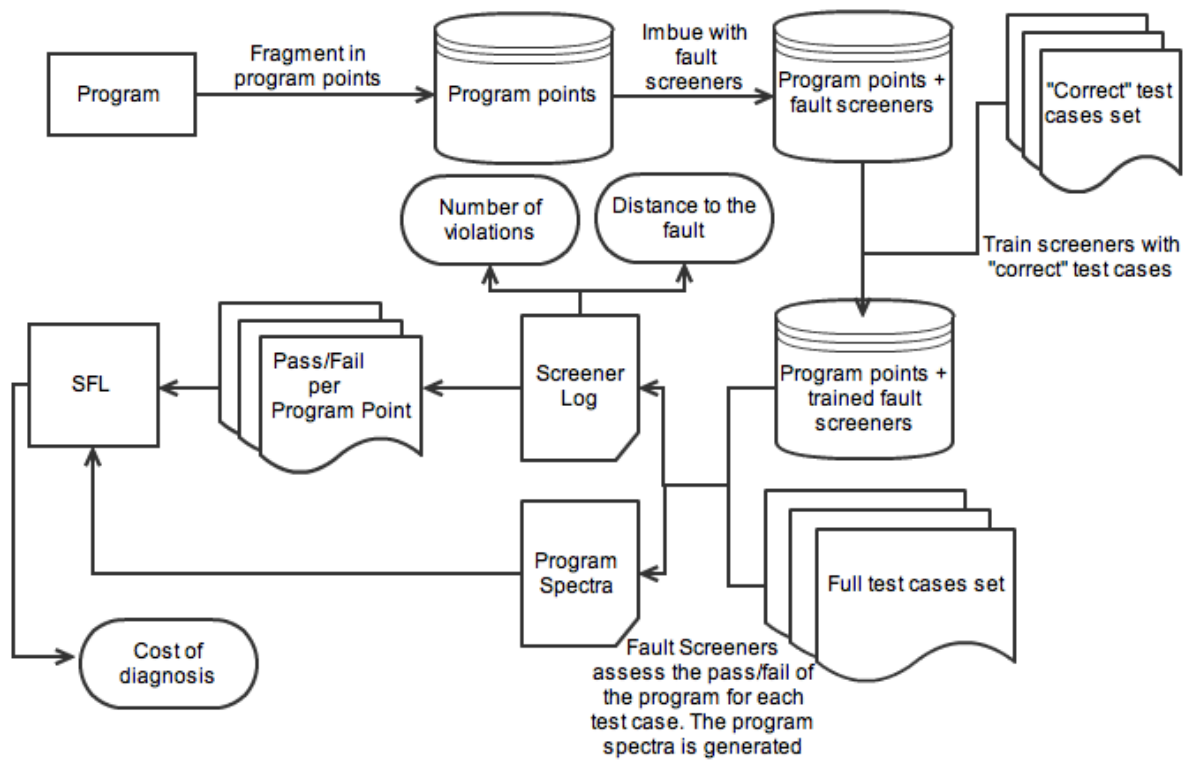 Program
Fragment in
program points
Program points
Imbue with
fault
screeners
Program points +
fault screeners
"Correct" test
cases set
Train screeners with
"correct" test cases
Number of
violations
Distance to the
fault
SFL
Pass/Fail
per
Program Point
Screener
Log
Program points +
trained fault
screeners
Program
Spectra
Full test cases set
Cost of
diagnosis
Fault Screeners
assess the pass/fail of
the program for each
test case. The program
spectra is generated